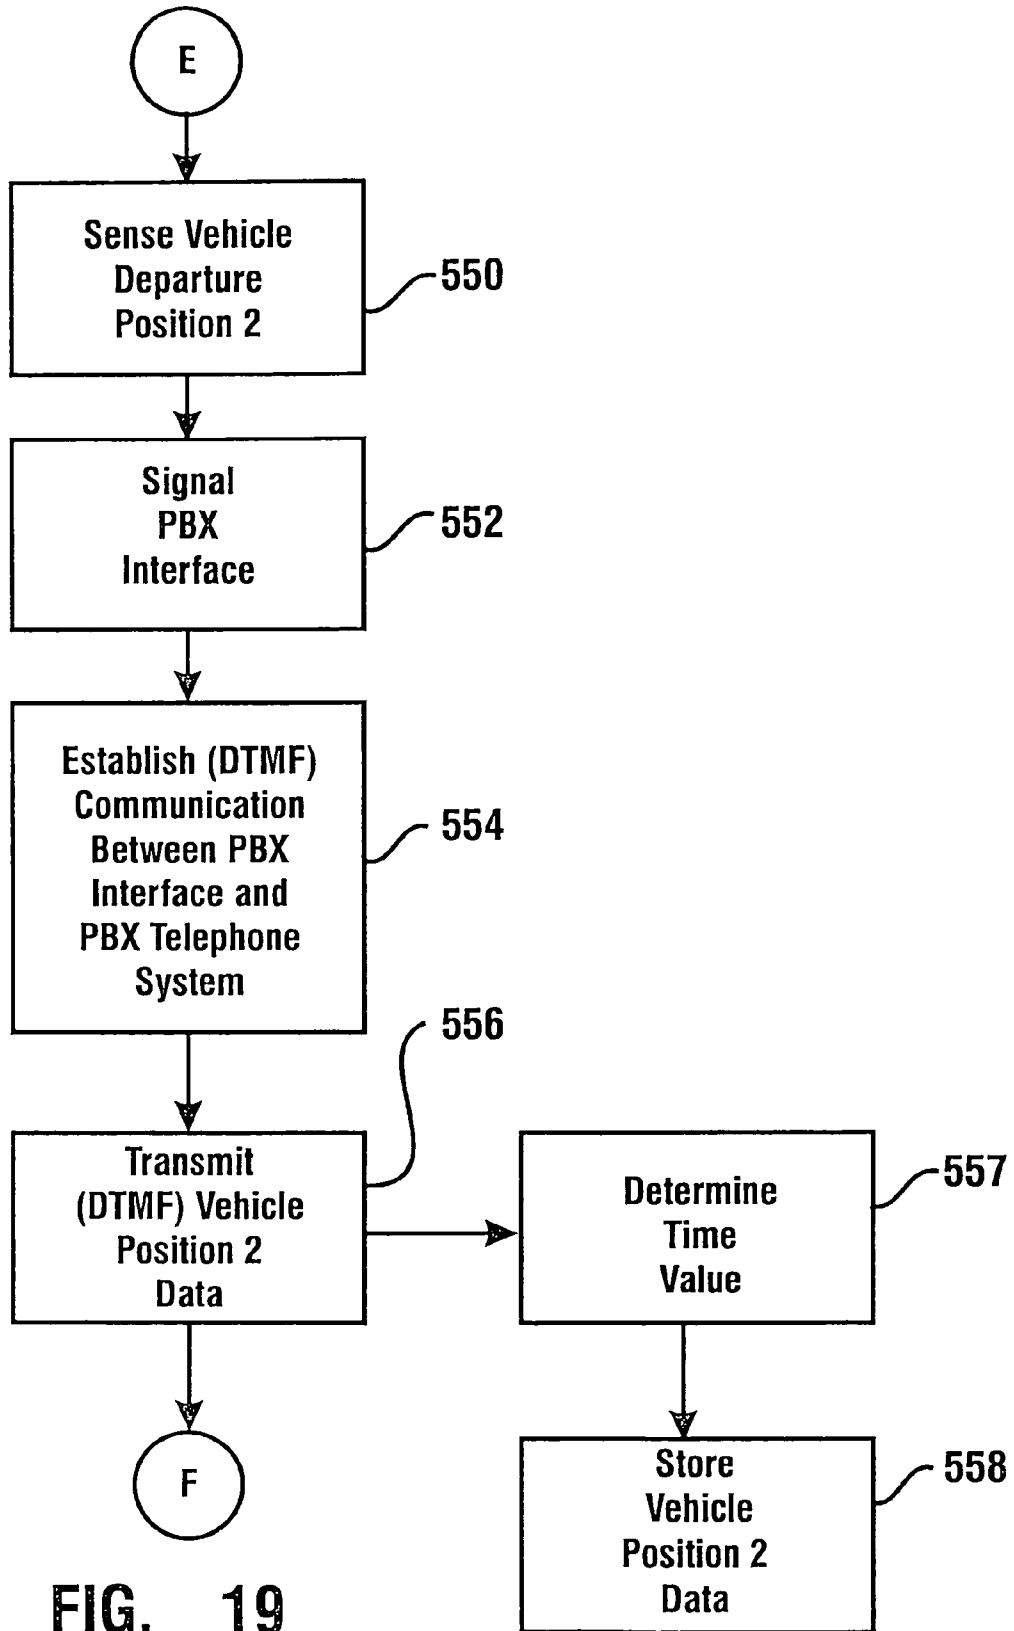 E
Sense Vehicle
Departure
Position 2
550
Signal
PBX
Interface
552
Establish (DTMF)
Communication
Between PBX
Interface and
PBX Telephone
System
554
556
Transmit
(DTMF) Vehicle
Position 2
Data
Determine
Time
Value
557
F
Store
Vehicle
Position 2
Data
558
FIG. 19